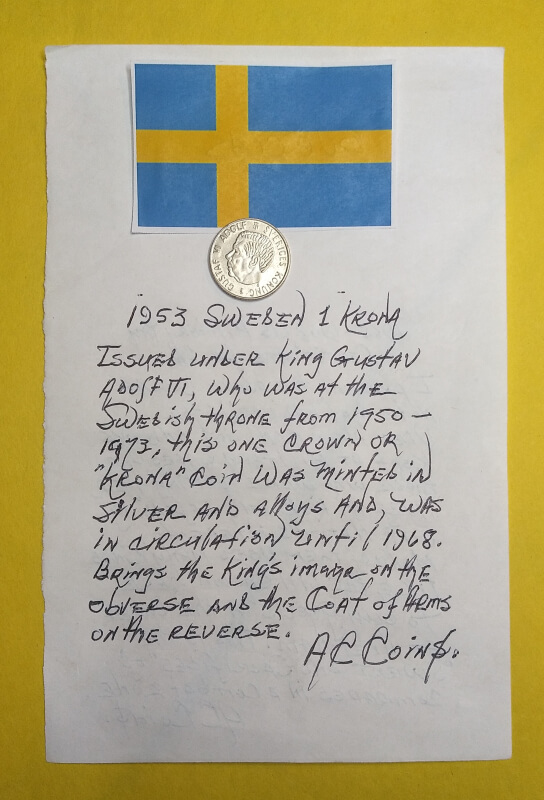 GUSTAF VI ADOLF SVERIGES KONUNG
1953 SWEDEN 1 KRONA
ISSUED UNDER KING GUSTAV
ADOLF VI, WHO WAS AT THE
SWEDISH THRONE FROM 1950 –
1973, THIS ONE CROWN OR
"KRONA" COIN WAS MINTED IN
SILVER AND ALLOYS AND, WAS
IN CIRCULATION UNTIL 1968.
BRINGS THE KING'S IMAGE ON THE
OBVERSE AND THE COAT OF ARMS
ON THE REVERSE.
AC COINS.